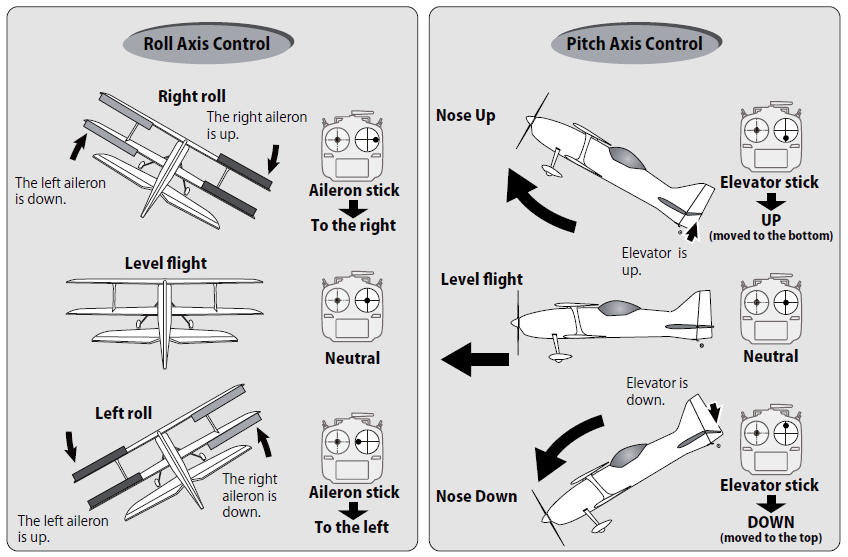 Roll Axis Control
Right roll
The right aileron
is up.
The left aileron
is down.
Aileron stick
To the right
Level flight
Neutral
Left roll
The right
aileron is
down.
The left aileron
is up.
Aileron stick
To the left
Pitch Axis Control
Nose Up
Elevator stick
UP
(moved to the bottom)
Elevator is
up.
Level flight
Neutral
Elevator is
down.
Nose Down
Elevator stick
DOWN
(moved to the top)